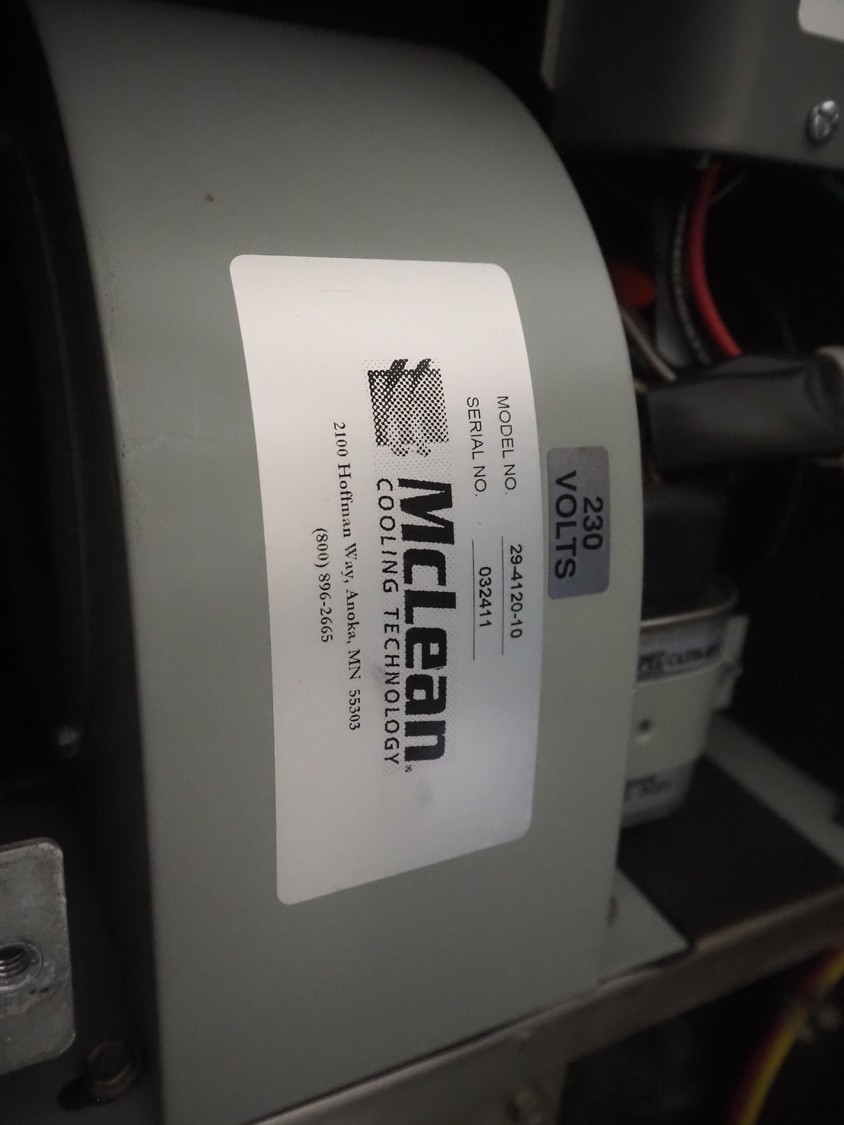 230
VOLTS
MODEL NO. 29-4120-10
SERIAL NO. 032411
McLean®
COOLING TECHNOLOGY
2100 Hoffman Way, Anoka, MN 55303
(800) 896-2665